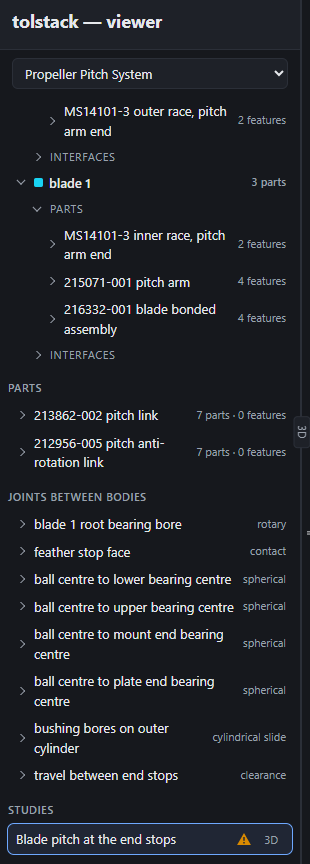 tolstack — viewer
Propeller Pitch System
MS14101-3 outer race, pitch
arm end
2 features
INTERFACES
blade 1
3 parts
PARTS
MS14101-3 inner race, pitch
arm end
2 features
215071-001 pitch arm
4 features
216332-001 blade bonded
assembly
4 features
INTERFACES
PARTS
213862-002 pitch link
7 parts · 0 features
212956-005 pitch anti-
rotation link
7 parts · 0 features
JOINTS BETWEEN BODIES
blade 1 root bearing bore
rotary
feather stop face
contact
ball centre to lower bearing centre
spherical
ball centre to upper bearing centre
spherical
ball centre to mount end bearing
centre
spherical
ball centre to plate end bearing
centre
spherical
bushing bores on outer
cylinder
cylindrical slide
travel between end stops
clearance
STUDIES
Blade pitch at the end stops
3D
3D